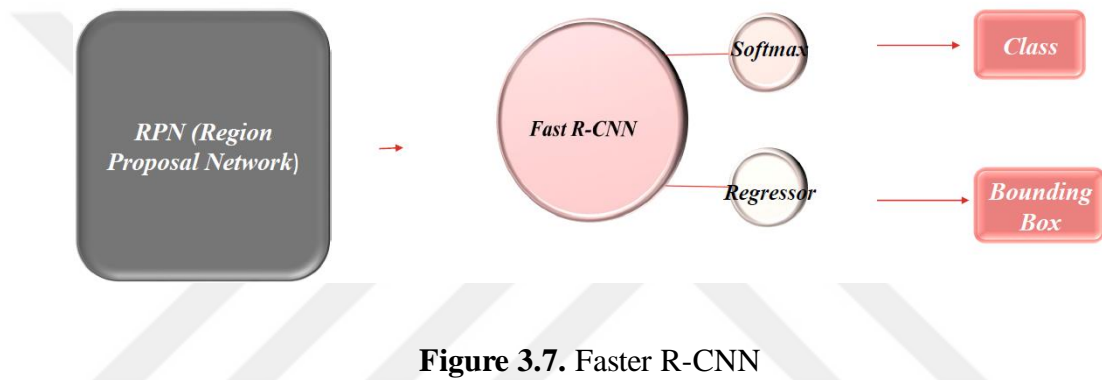 RPN (Region
Proposal Network)
Fast R-CNN
Softmax
Class
Regressor
Bounding
Box
Figure 3.7. Faster R-CNN